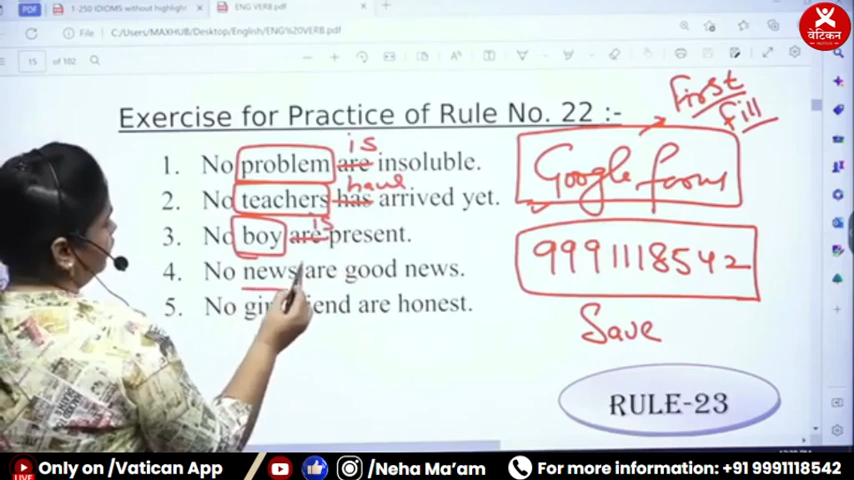 PDF 1-250 IDIOMS without highligh ENG VERB.pdf
File C:/Users/MAXHUB/Desktop/English/ENG%20VERB.pdf
15 of 102
वेटिकन
Exercise for Practice of Rule No. 22 :-
First
Fill
is
1. No problem are insoluble.
have
2. No teachers has arrived yet.
is
3. No boy are present.
4. No news are good news.
5. No girlfriend are honest.
Google form
9991118542
Save
RULE-23
LIVE Only on/Vatican App /Neha Ma'am For more information: +91 9991118542